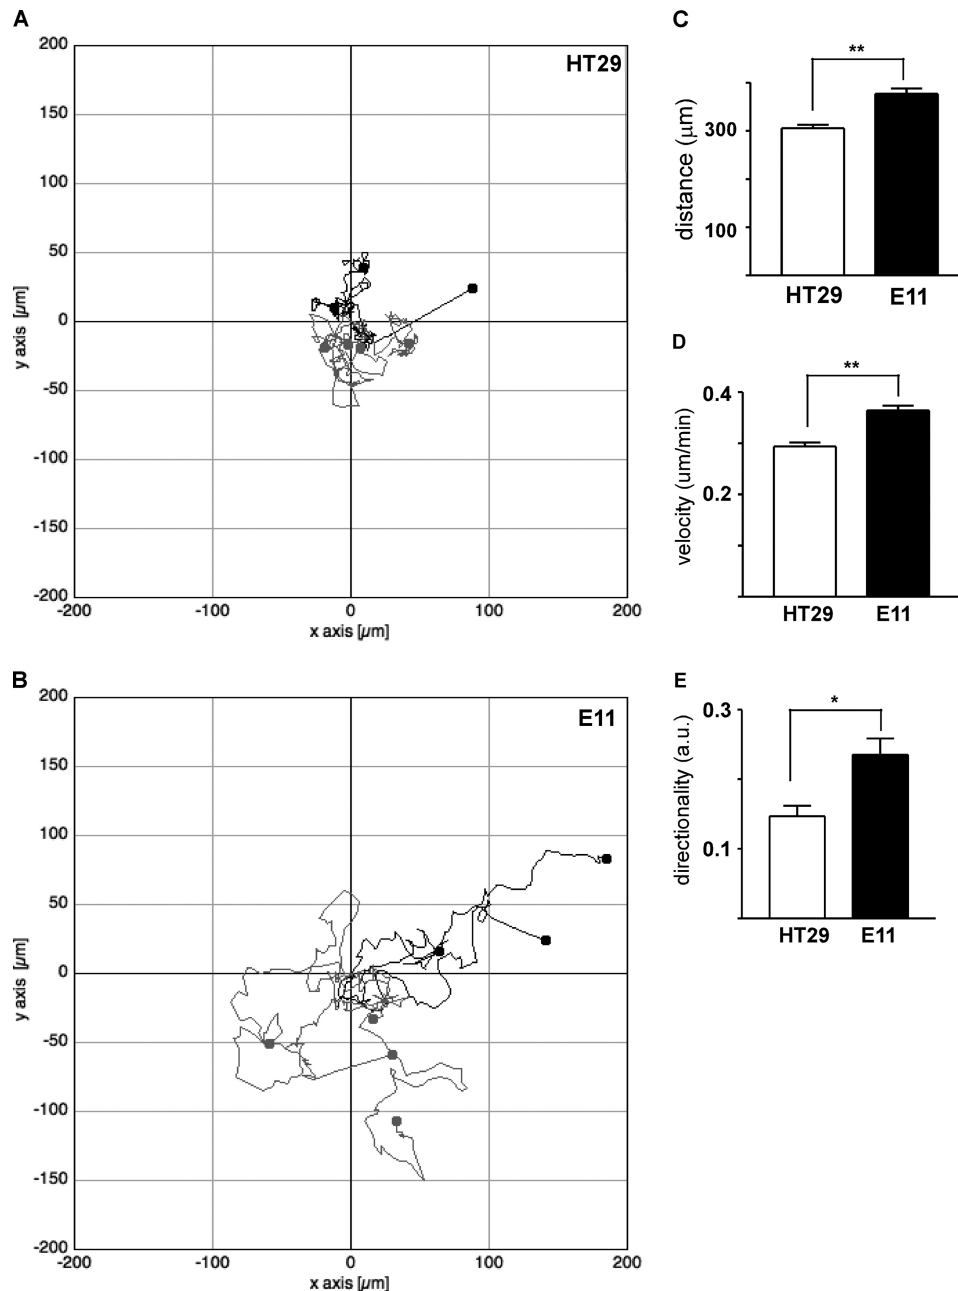 A
HT29
200
150
100
50
0
-50
-100
-150
-200
y axis [µm]
-200 -100 0 100 200
x axis [µm]
B
E11
200
150
100
50
0
-50
-100
-150
-200
y axis [µm]
-200 -100 0 100 200
x axis [µm]
C
**
300
100
distance (µm)
HT29 E11
D
**
0.4
0.2
velocity (um/min)
HT29 E11
E
*
0.3
0.1
directionality (a.u.)
HT29 E11